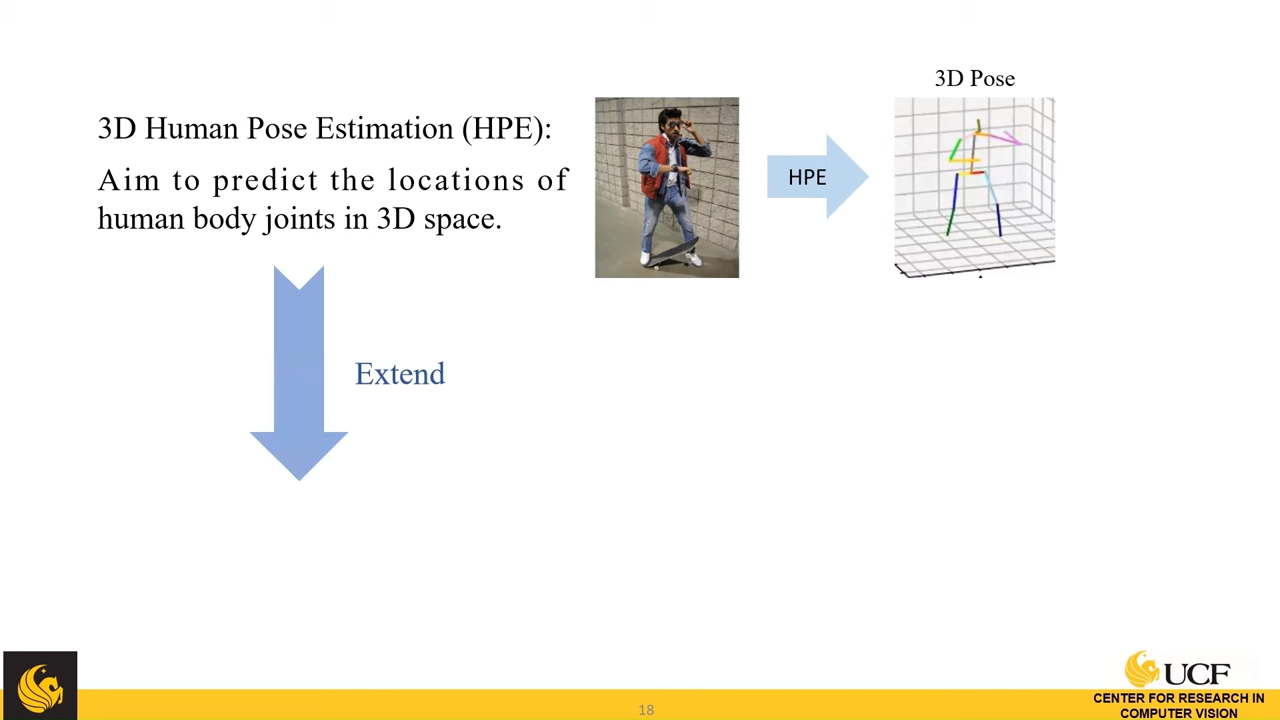 3D Human Pose Estimation (HPE):
Aim to predict the locations of
human body joints in 3D space.
HPE
3D Pose
Extend
18
UCF
CENTER FOR RESEARCH IN
COMPUTER VISION